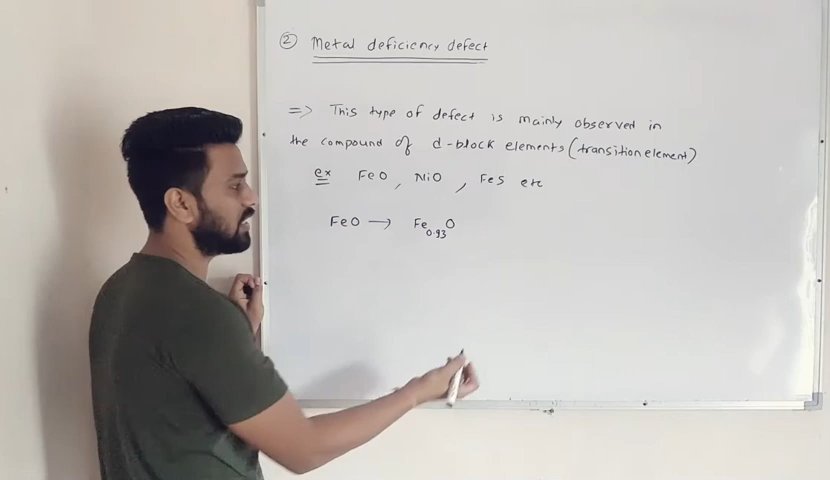 ② Metal deficiency defect
=> This type of defect is mainly observed in
the compound of d-block elements (transition element)
ex FeO, NiO, FeS etc
FeO → Fe0.93O